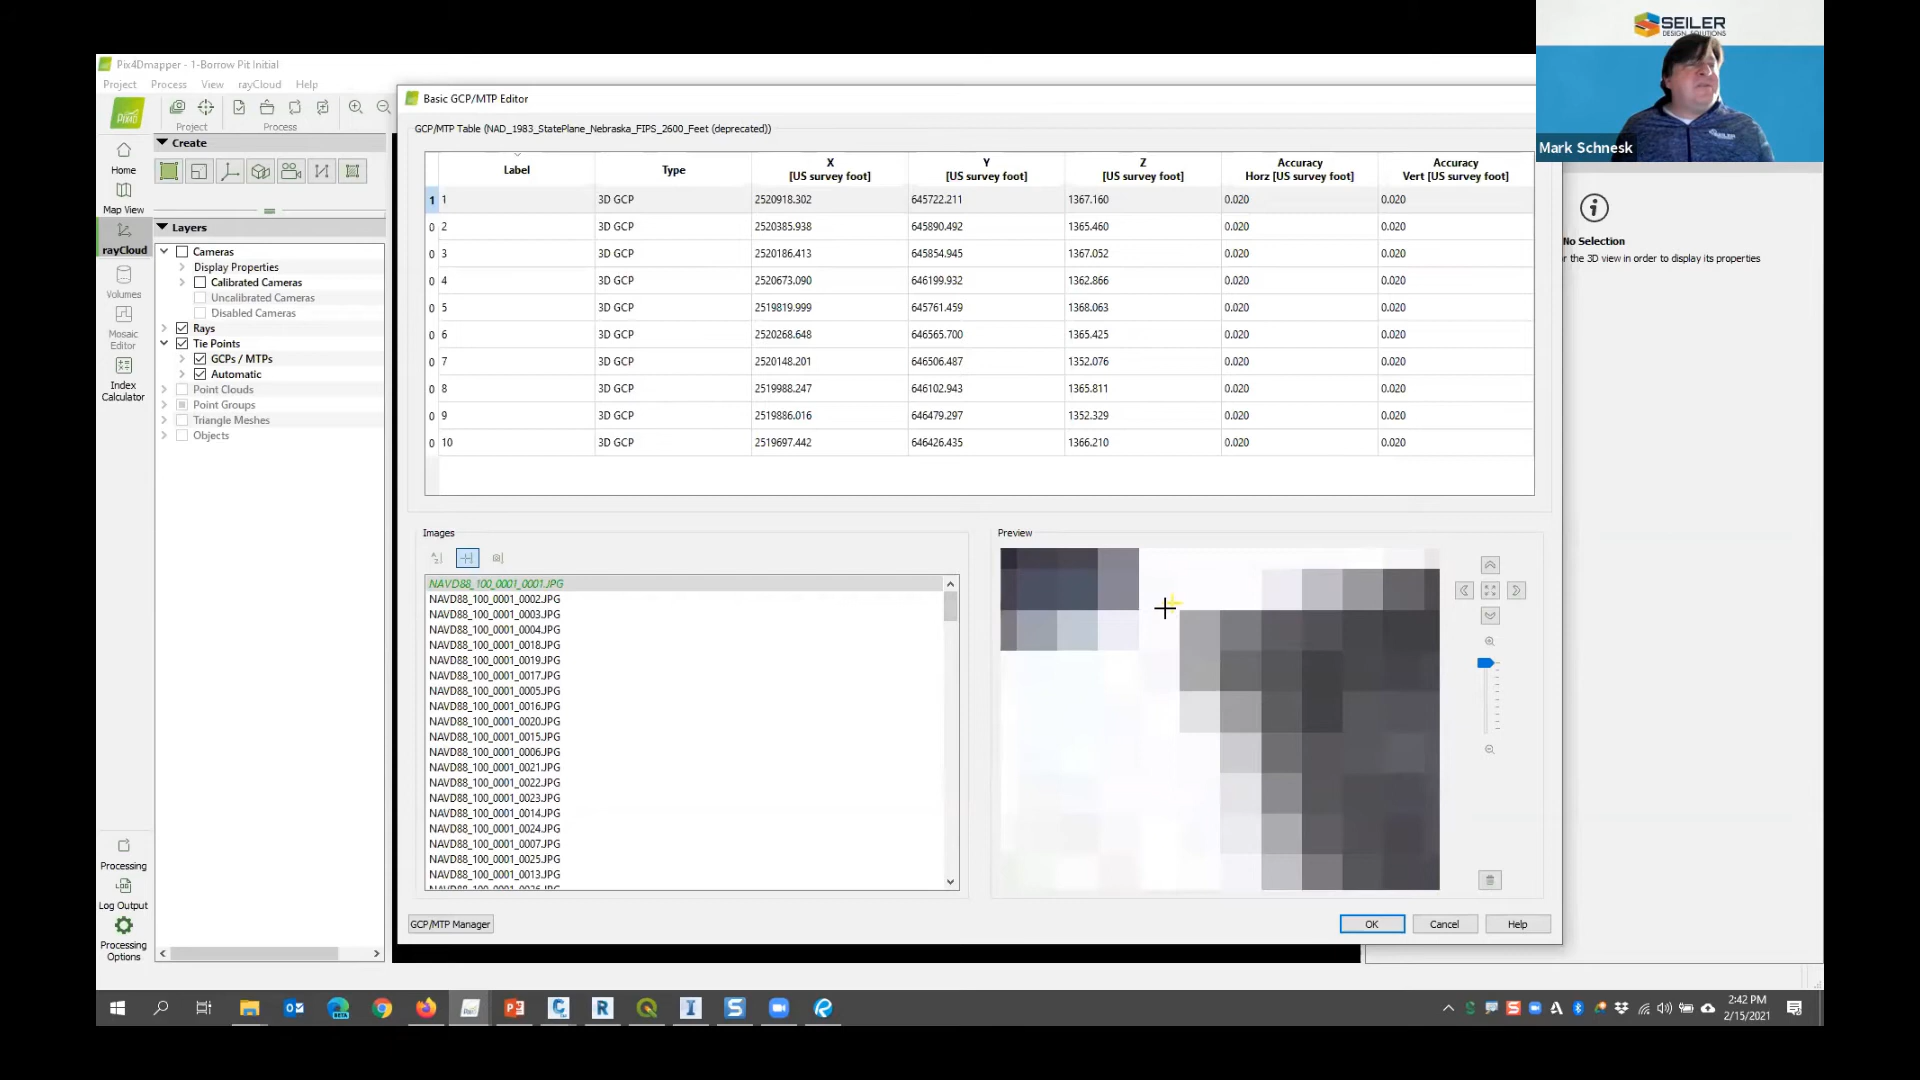 SEILER
DESIGN SOLUTIONS
Mark Schnesk
Pix4Dmapper - 1-Borrow Pit Initial
Project Process View rayCloud Help
Project
Process
Basic GCP/MTP Editor
GCP/MTP Table (NAD_1983_StatePlane_Nebraska_FIPS_2600_Feet (deprecated))
Label Type X [US survey foot] Y [US survey foot] Z [US survey foot] Accuracy Horz [US survey foot] Accuracy Vert [US survey foot]
1 1 3D GCP 2520918.302 645722.211 1367.160 0.020 0.020
0 2 3D GCP 2520385.938 645890.492 1365.460 0.020 0.020
0 3 3D GCP 2520186.413 645854.945 1367.052 0.020 0.020
0 4 3D GCP 2520673.090 646199.932 1362.866 0.020 0.020
0 5 3D GCP 2519819.999 645761.459 1368.063 0.020 0.020
0 6 3D GCP 2520268.648 646565.700 1365.425 0.020 0.020
0 7 3D GCP 2520148.201 646506.487 1352.076 0.020 0.020
0 8 3D GCP 2519988.247 646102.943 1365.811 0.020 0.020
0 9 3D GCP 2519886.016 646479.297 1352.329 0.020 0.020
0 10 3D GCP 2519697.442 646426.435 1366.210 0.020 0.020
Home
Map View
rayCloud
Volumes
Mosaic
Editor
Index
Calculator
Processing
Log Output
Processing
Options
Create
Layers
Cameras
Display Properties
Calibrated Cameras
Uncalibrated Cameras
Disabled Cameras
Rays
Tie Points
GCPs / MTPs
Automatic
Point Clouds
Point Groups
Triangle Meshes
Objects
No Selection
the 3D view in order to display its properties
Images
NAVD88_100_0001_0001.JPG
NAVD88_100_0001_0002.JPG
NAVD88_100_0001_0003.JPG
NAVD88_100_0001_0004.JPG
NAVD88_100_0001_0018.JPG
NAVD88_100_0001_0019.JPG
NAVD88_100_0001_0017.JPG
NAVD88_100_0001_0005.JPG
NAVD88_100_0001_0016.JPG
NAVD88_100_0001_0020.JPG
NAVD88_100_0001_0015.JPG
NAVD88_100_0001_0006.JPG
NAVD88_100_0001_0021.JPG
NAVD88_100_0001_0022.JPG
NAVD88_100_0001_0023.JPG
NAVD88_100_0001_0014.JPG
NAVD88_100_0001_0024.JPG
NAVD88_100_0001_0007.JPG
NAVD88_100_0001_0025.JPG
NAVD88_100_0001_0013.JPG
Preview
GCP/MTP Manager
OK Cancel Help
2:42 PM
2/15/2021